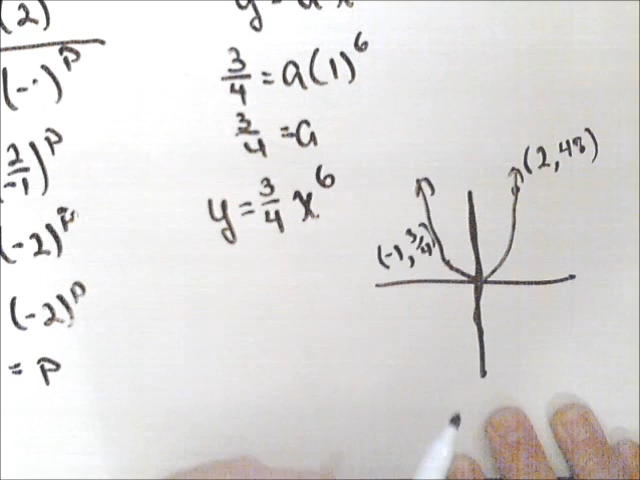 (2)
(-1)^p
(2/-1)^p
(-2)^p
(-2)^p
= p
3/4 = a(1)^6
3/4 = a
y = 3/4 x^6
(2, 48)
(-1, 3/4)